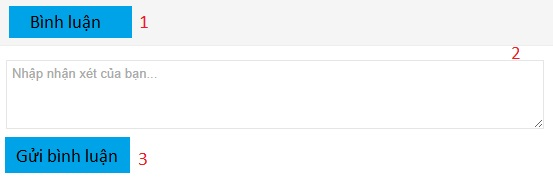 Bình luận 1
2
Nhập nhận xét của bạn...
Gửi bình luận 3